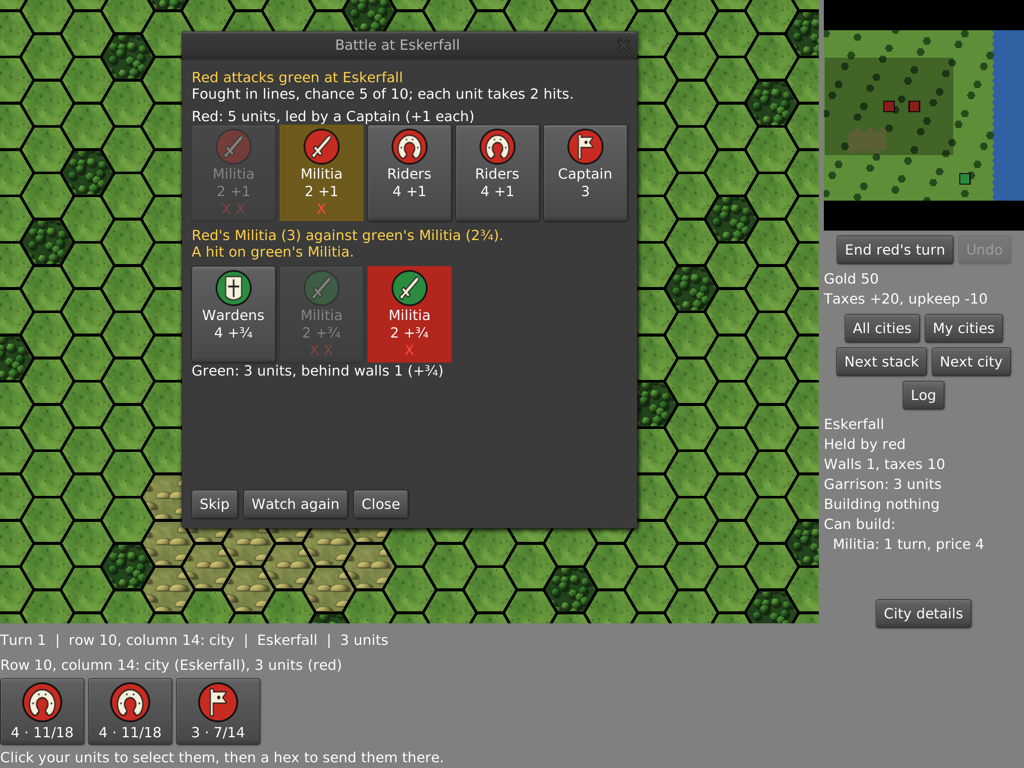 Battle at Eskerfall
Red attacks green at Eskerfall
Fought in lines, chance 5 of 10; each unit takes 2 hits.
Red: 5 units, led by a Captain (+1 each)
Militia
2 +1
X X
Militia
2 +1
X
Riders
4 +1
Riders
4 +1
Captain
3
Red's Militia (3) against green's Militia (2¾).
A hit on green's Militia.
Wardens
4 +¾
Militia
2 +¾
X X
Militia
2 +¾
X
Green: 3 units, behind walls 1 (+¾)
Skip
Watch again
Close
End red's turn
Undo
Gold 50
Taxes +20, upkeep -10
All cities
My cities
Next stack
Next city
Log
Eskerfall
Held by red
Walls 1, taxes 10
Garrison: 3 units
Building nothing
Can build:
Militia: 1 turn, price 4
City details
Turn 1 | row 10, column 14: city | Eskerfall | 3 units
Row 10, column 14: city (Eskerfall), 3 units (red)
4 · 11/18
4 · 11/18
3 · 7/14
Click your units to select them, then a hex to send them there.